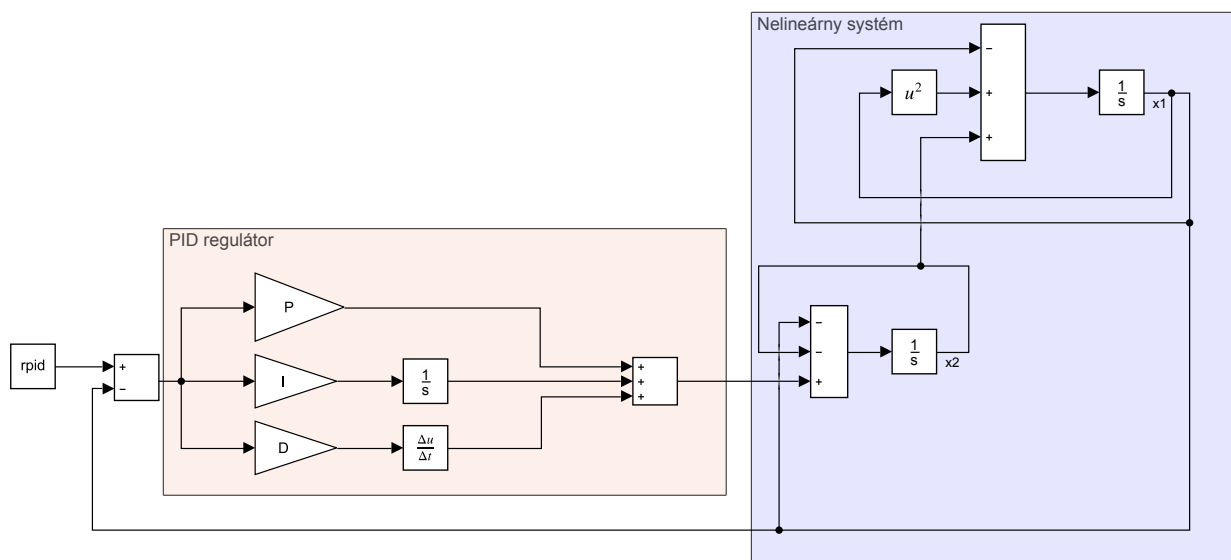 Nelineárny systém
−
u²
+
1
s
x1
+
PID regulátor
P
−
1
s
−
x2
rpid
+
−
+
+
+
+
I
1
s
D
Δu
Δt